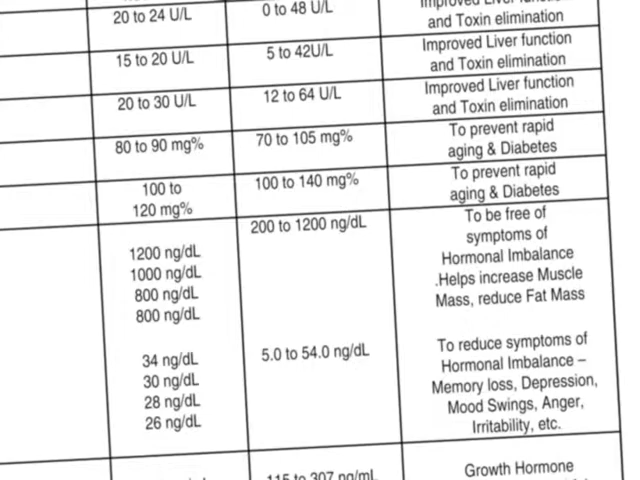 20 to 24 U/L
0 to 48 U/L
Improved Liver function
and Toxin elimination
15 to 20 U/L
5 to 42U/L
Improved Liver function
and Toxin elimination
20 to 30 U/L
12 to 64 U/L
Improved Liver function
and Toxin elimination
80 to 90 mg%
70 to 105 mg%
To prevent rapid
aging & Diabetes
100 to
120 mg%
100 to 140 mg%
To prevent rapid
aging & Diabetes
1200 ng/dL
1000 ng/dL
800 ng/dL
800 ng/dL
200 to 1200 ng/dL
To be free of
symptoms of
Hormonal Imbalance
.Helps increase Muscle
Mass, reduce Fat Mass
34 ng/dL
30 ng/dL
28 ng/dL
26 ng/dL
5.0 to 54.0 ng/dL
To reduce symptoms of
Hormonal Imbalance –
Memory loss, Depression,
Mood Swings, Anger,
Irritability, etc.
115 to 307 ng/mL
Growth Hormone